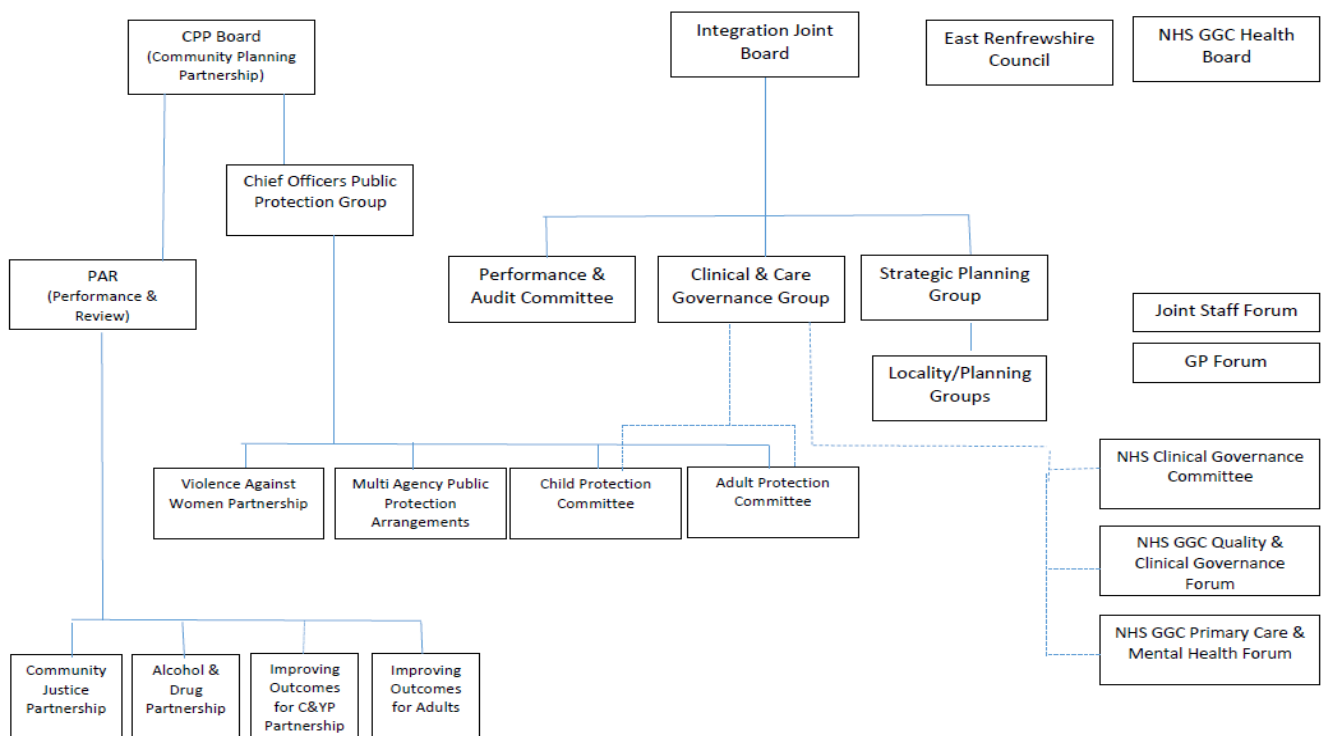 CPP Board
(Community Planning
Partnership)
Integration Joint
Board
East Renfrewshire
Council
NHS GGC Health
Board
Chief Officers Public
Protection Group
PAR
(Performance &
Review)
Performance &
Audit Committee
Clinical & Care
Governance Group
Strategic Planning
Group
Joint Staff Forum
GP Forum
Locality/Planning
Groups
Violence Against
Women Partnership
Multi Agency Public
Protection
Arrangements
Child Protection
Committee
Adult Protection
Committee
NHS Clinical Governance
Committee
NHS GGC Quality &
Clinical Governance
Forum
NHS GGC Primary Care &
Mental Health Forum
Community
Justice
Partnership
Alcohol &
Drug
Partnership
Improving
Outcomes
for C&YP
Partnership
Improving
Outcomes
for Adults